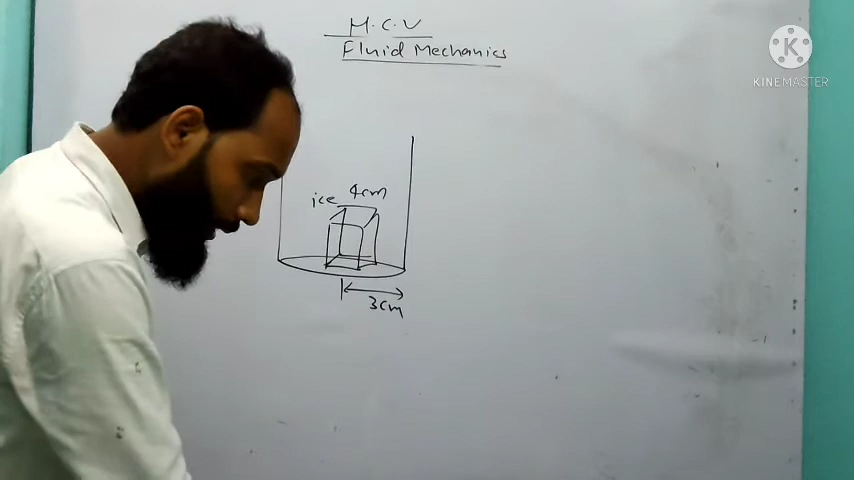 H.C.V
Fluid Mechanics
K
KINEMASTER
ice 4cm
3cm